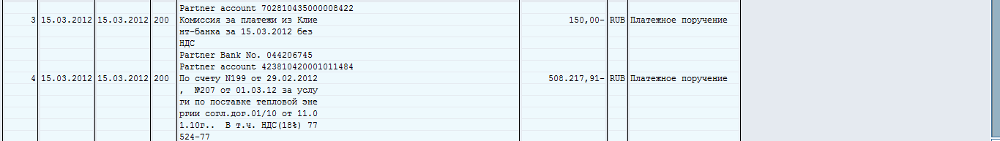 Partner account 702810435000008422
3 15.03.2012 15.03.2012 200 Комиссия за платежи из Клие 150,00- RUB Платежное поручение
нт-банка за 15.03.2012 без
НДС
Partner Bank No. 044206745
Partner account 423810420001011484
4 15.03.2012 15.03.2012 200 По счету N199 от 29.02.2012 508.217,91- RUB Платежное поручение
, №207 от 01.03.12 за услу
ги по поставке тепловой эне
ргии согл.дог.01/10 от 11.0
1.10г.. В т.ч. НДС(18%) 77
524-77